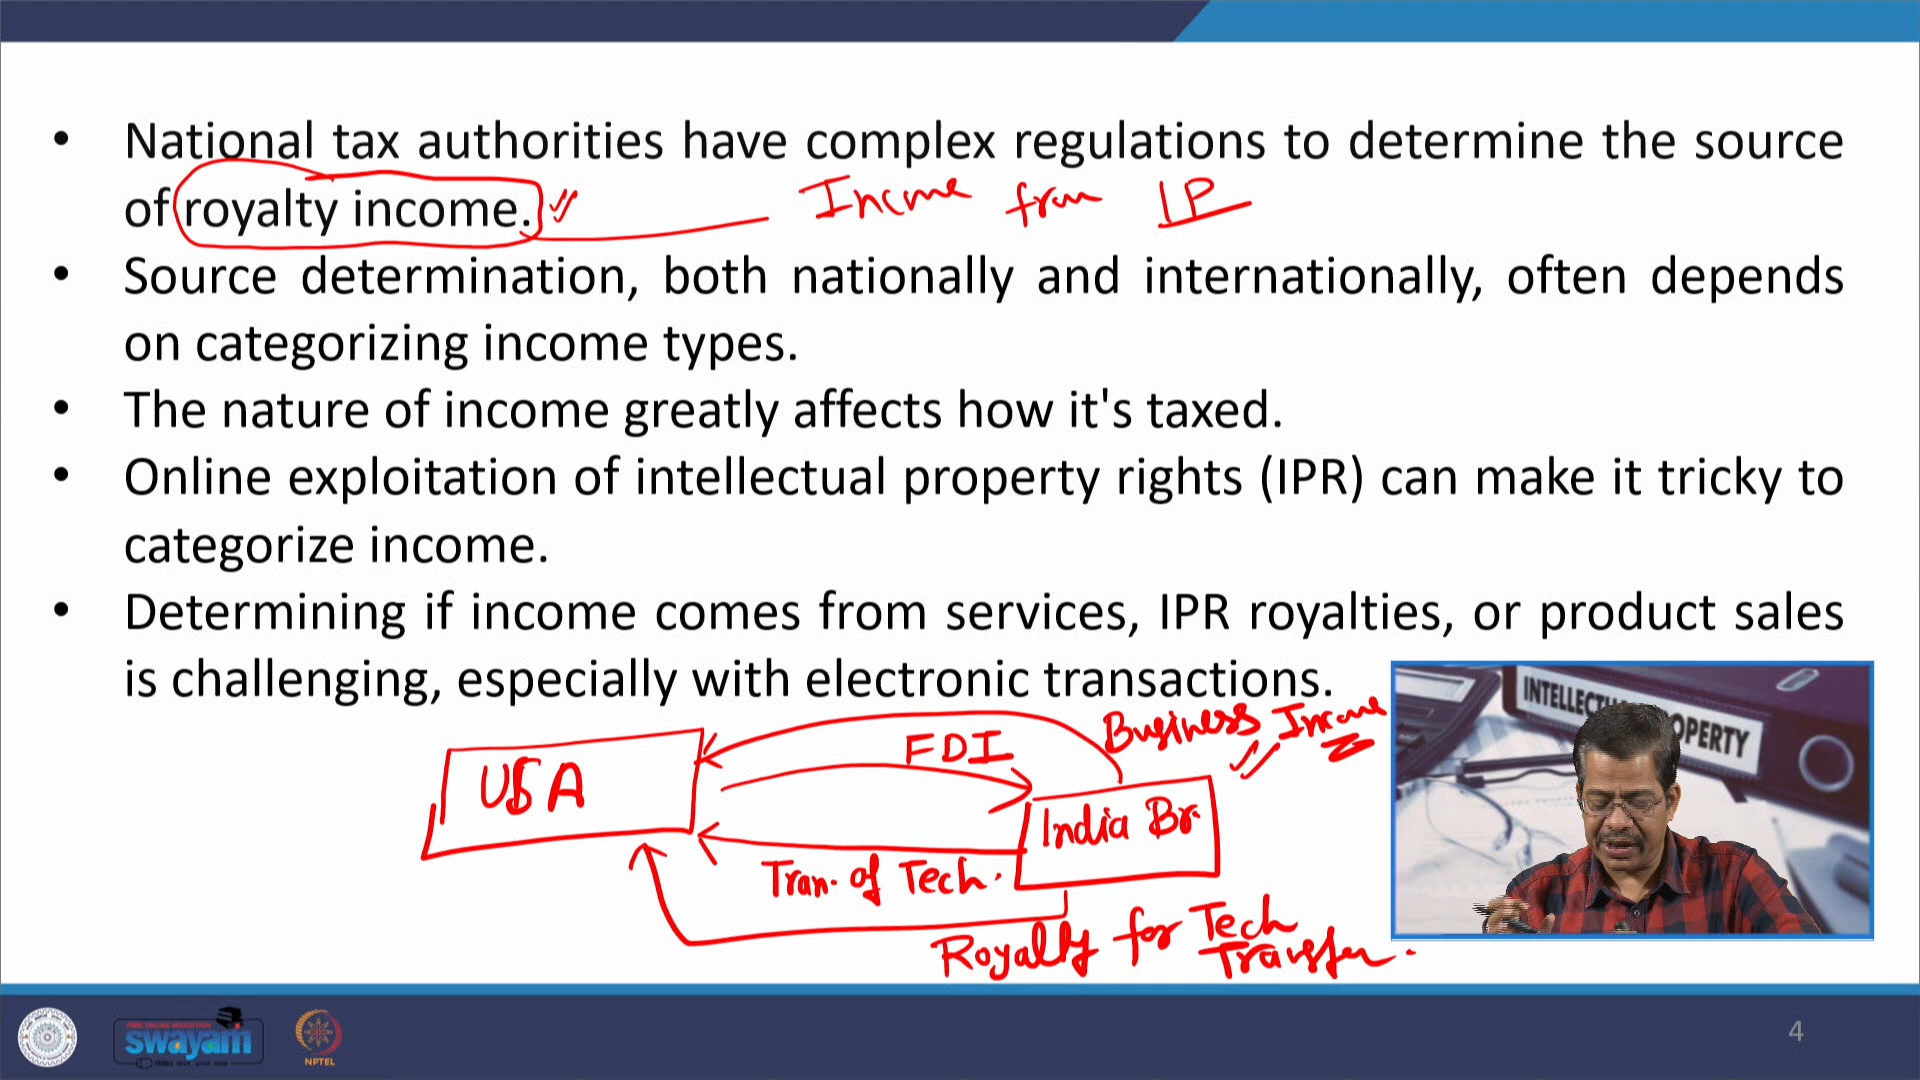 • National tax authorities have complex regulations to determine the source
of royalty income.
Income from IP
• Source determination, both nationally and internationally, often depends
on categorizing income types.
• The nature of income greatly affects how it's taxed.
• Online exploitation of intellectual property rights (IPR) can make it tricky to
categorize income.
• Determining if income comes from services, IPR royalties, or product sales
is challenging, especially with electronic transactions.
INTELLECTU PROPERTY
Business Income
FDI
USA
India Br.
Tran. of Tech.
Royalty for Tech
Transfer.
swayam
NPTEL
4